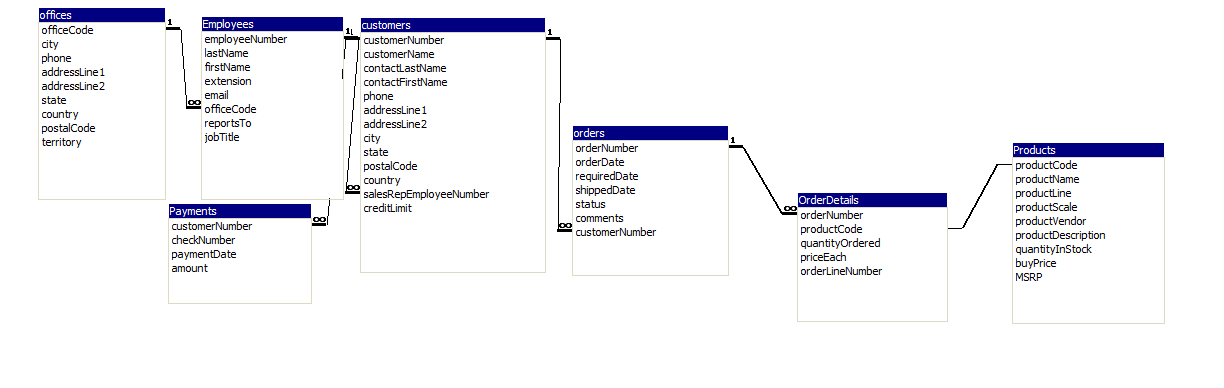 offices
officeCode
city
phone
addressLine1
addressLine2
state
country
postalCode
territory
1
∞
Employees
employeeNumber
lastName
firstName
extension
email
officeCode
reportsTo
jobTitle
1
Payments
customerNumber
checkNumber
paymentDate
amount
∞
customers
customerNumber
customerName
contactLastName
contactFirstName
phone
addressLine1
addressLine2
city
state
postalCode
country
salesRepEmployeeNumber
creditLimit
∞
1
orders
orderNumber
orderDate
requiredDate
shippedDate
status
comments
customerNumber
∞
1
OrderDetails
orderNumber
productCode
quantityOrdered
priceEach
orderLineNumber
∞
Products
productCode
productName
productLine
productScale
productVendor
productDescription
quantityInStock
buyPrice
MSRP